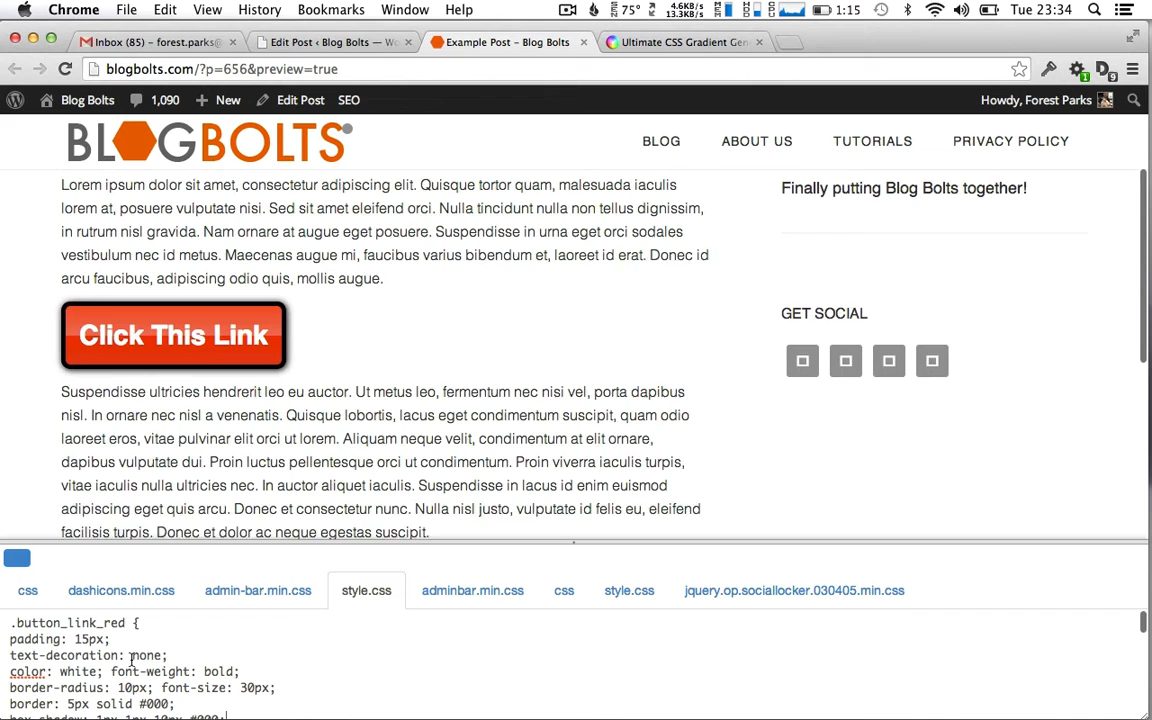 Chrome File Edit View History Bookmarks Window Help 75° 4.6KB/s 13.3KB/s 1:15 Tue 23:34
Inbox (85) – forest.parks@ Edit Post ‹ Blog Bolts — Wo Example Post – Blog Bolts Ultimate CSS Gradient Gen
blogbolts.com/?p=656&preview=true
Blog Bolts 1,090 New Edit Post SEO Howdy, Forest Parks
BLOGBOLTS BLOG ABOUT US TUTORIALS PRIVACY POLICY
Lorem ipsum dolor sit amet, consectetur adipiscing elit. Quisque tortor quam, malesuada iaculis
lorem at, posuere vulputate nisi. Sed sit amet eleifend orci. Nulla tincidunt nulla non tellus dignissim,
in rutrum nisl gravida. Nam ornare at augue eget posuere. Suspendisse in urna eget orci sodales
vestibulum nec id metus. Maecenas augue mi, faucibus varius bibendum et, laoreet id erat. Donec id
arcu faucibus, adipiscing odio quis, mollis augue.
Click This Link
Suspendisse ultricies hendrerit leo eu auctor. Ut metus leo, fermentum nec nisi vel, porta dapibus
nisl. In ornare nec nisl a venenatis. Quisque lobortis, lacus eget condimentum suscipit, quam odio
laoreet eros, vitae pulvinar elit orci ut lorem. Aliquam neque velit, condimentum at elit ornare,
dapibus vulputate dui. Proin luctus pellentesque orci ut condimentum. Proin viverra iaculis turpis,
vitae iaculis nulla ultricies nec. In auctor aliquet iaculis. Suspendisse in lacus id enim euismod
adipiscing eget quis arcu. Donec et consectetur nunc. Nulla nisl justo, vulputate id felis eu, eleifend
facilisis turpis. Donec et dolor ac neque egestas suscipit.
Finally putting Blog Bolts together!
GET SOCIAL
css dashicons.min.css admin-bar.min.css style.css adminbar.min.css css style.css jquery.op.sociallocker.030405.min.css
.button_link_red {
padding: 15px;
text-decoration: none;
color: white; font-weight: bold;
border-radius: 10px; font-size: 30px;
border: 5px solid #000;
box-shadow: 1px 1px 10px #000;